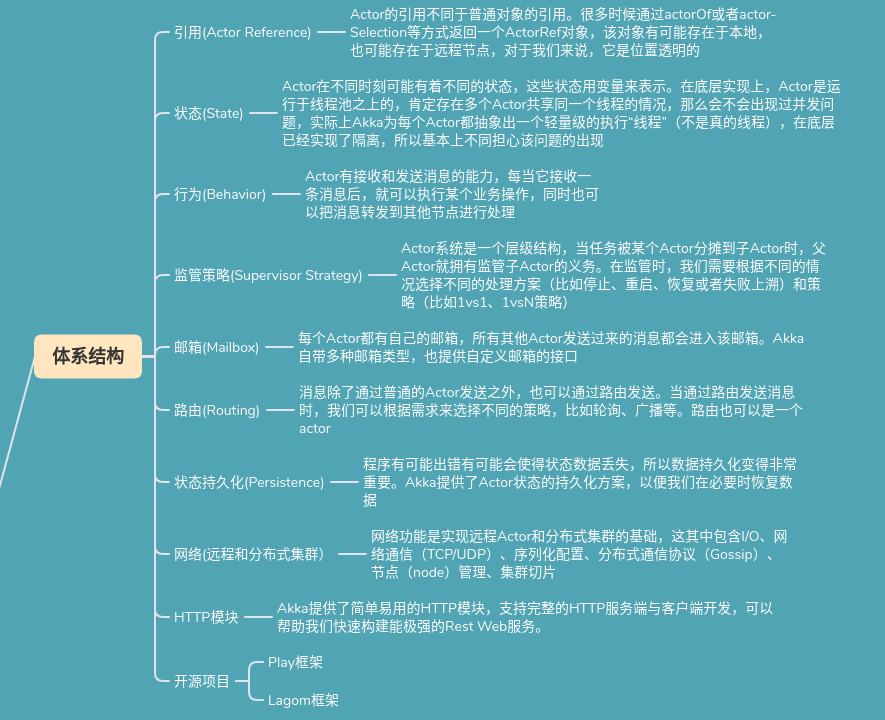 引用(Actor Reference)
Actor的引用不同于普通对象的引用。很多时候通过actorOf或者actor-
Selection等方式返回一个ActorRef对象，该对象有可能存在于本地，
也可能存在于远程节点，对于我们来说，它是位置透明的
状态(State)
Actor在不同时刻可能有着不同的状态，这些状态用变量来表示。在底层实现上，Actor是运
行于线程池之上的，肯定存在多个Actor共享同一个线程的情况，那么会不会出现过并发问
题，实际上Akka为每个Actor都抽象出一个轻量级的执行“线程”（不是真的线程），在底层
已经实现了隔离，所以基本上不同担心该问题的出现
行为(Behavior)
Actor有接收和发送消息的能力，每当它接收一
条消息后，就可以执行某个业务操作，同时也可
以把消息转发到其他节点进行处理
监管策略(Supervisor Strategy)
Actor系统是一个层级结构，当任务被某个Actor分摊到子Actor时，父
Actor就拥有监管子Actor的义务。在监管时，我们需要根据不同的情
况选择不同的处理方案（比如停止、重启、恢复或者失败上溯）和策
略（比如1vs1、1vsN策略）
体系结构
邮箱(Mailbox)
每个Actor都有自己的邮箱，所有其他Actor发送过来的消息都会进入该邮箱。Akka
自带多种邮箱类型，也提供自定义邮箱的接口
路由(Routing)
消息除了通过普通的Actor发送之外，也可以通过路由发送。当通过路由发送消息
时，我们可以根据需求来选择不同的策略，比如轮询、广播等。路由也可以是一个
actor
状态持久化(Persistence)
程序有可能出错有可能会使得状态数据丢失，所以数据持久化变得非常
重要。Akka提供了Actor状态的持久化方案，以便我们在必要时恢复数
据
网络(远程和分布式集群）
网络功能是实现远程Actor和分布式集群的基础，这其中包含I/O、网
络通信（TCP/UDP）、序列化配置、分布式通信协议（Gossip）、
节点（node）管理、集群切片
HTTP模块
Akka提供了简单易用的HTTP模块，支持完整的HTTP服务端与客户端开发，可以
帮助我们快速构建能极强的Rest Web服务。
开源项目
Play框架
Lagom框架